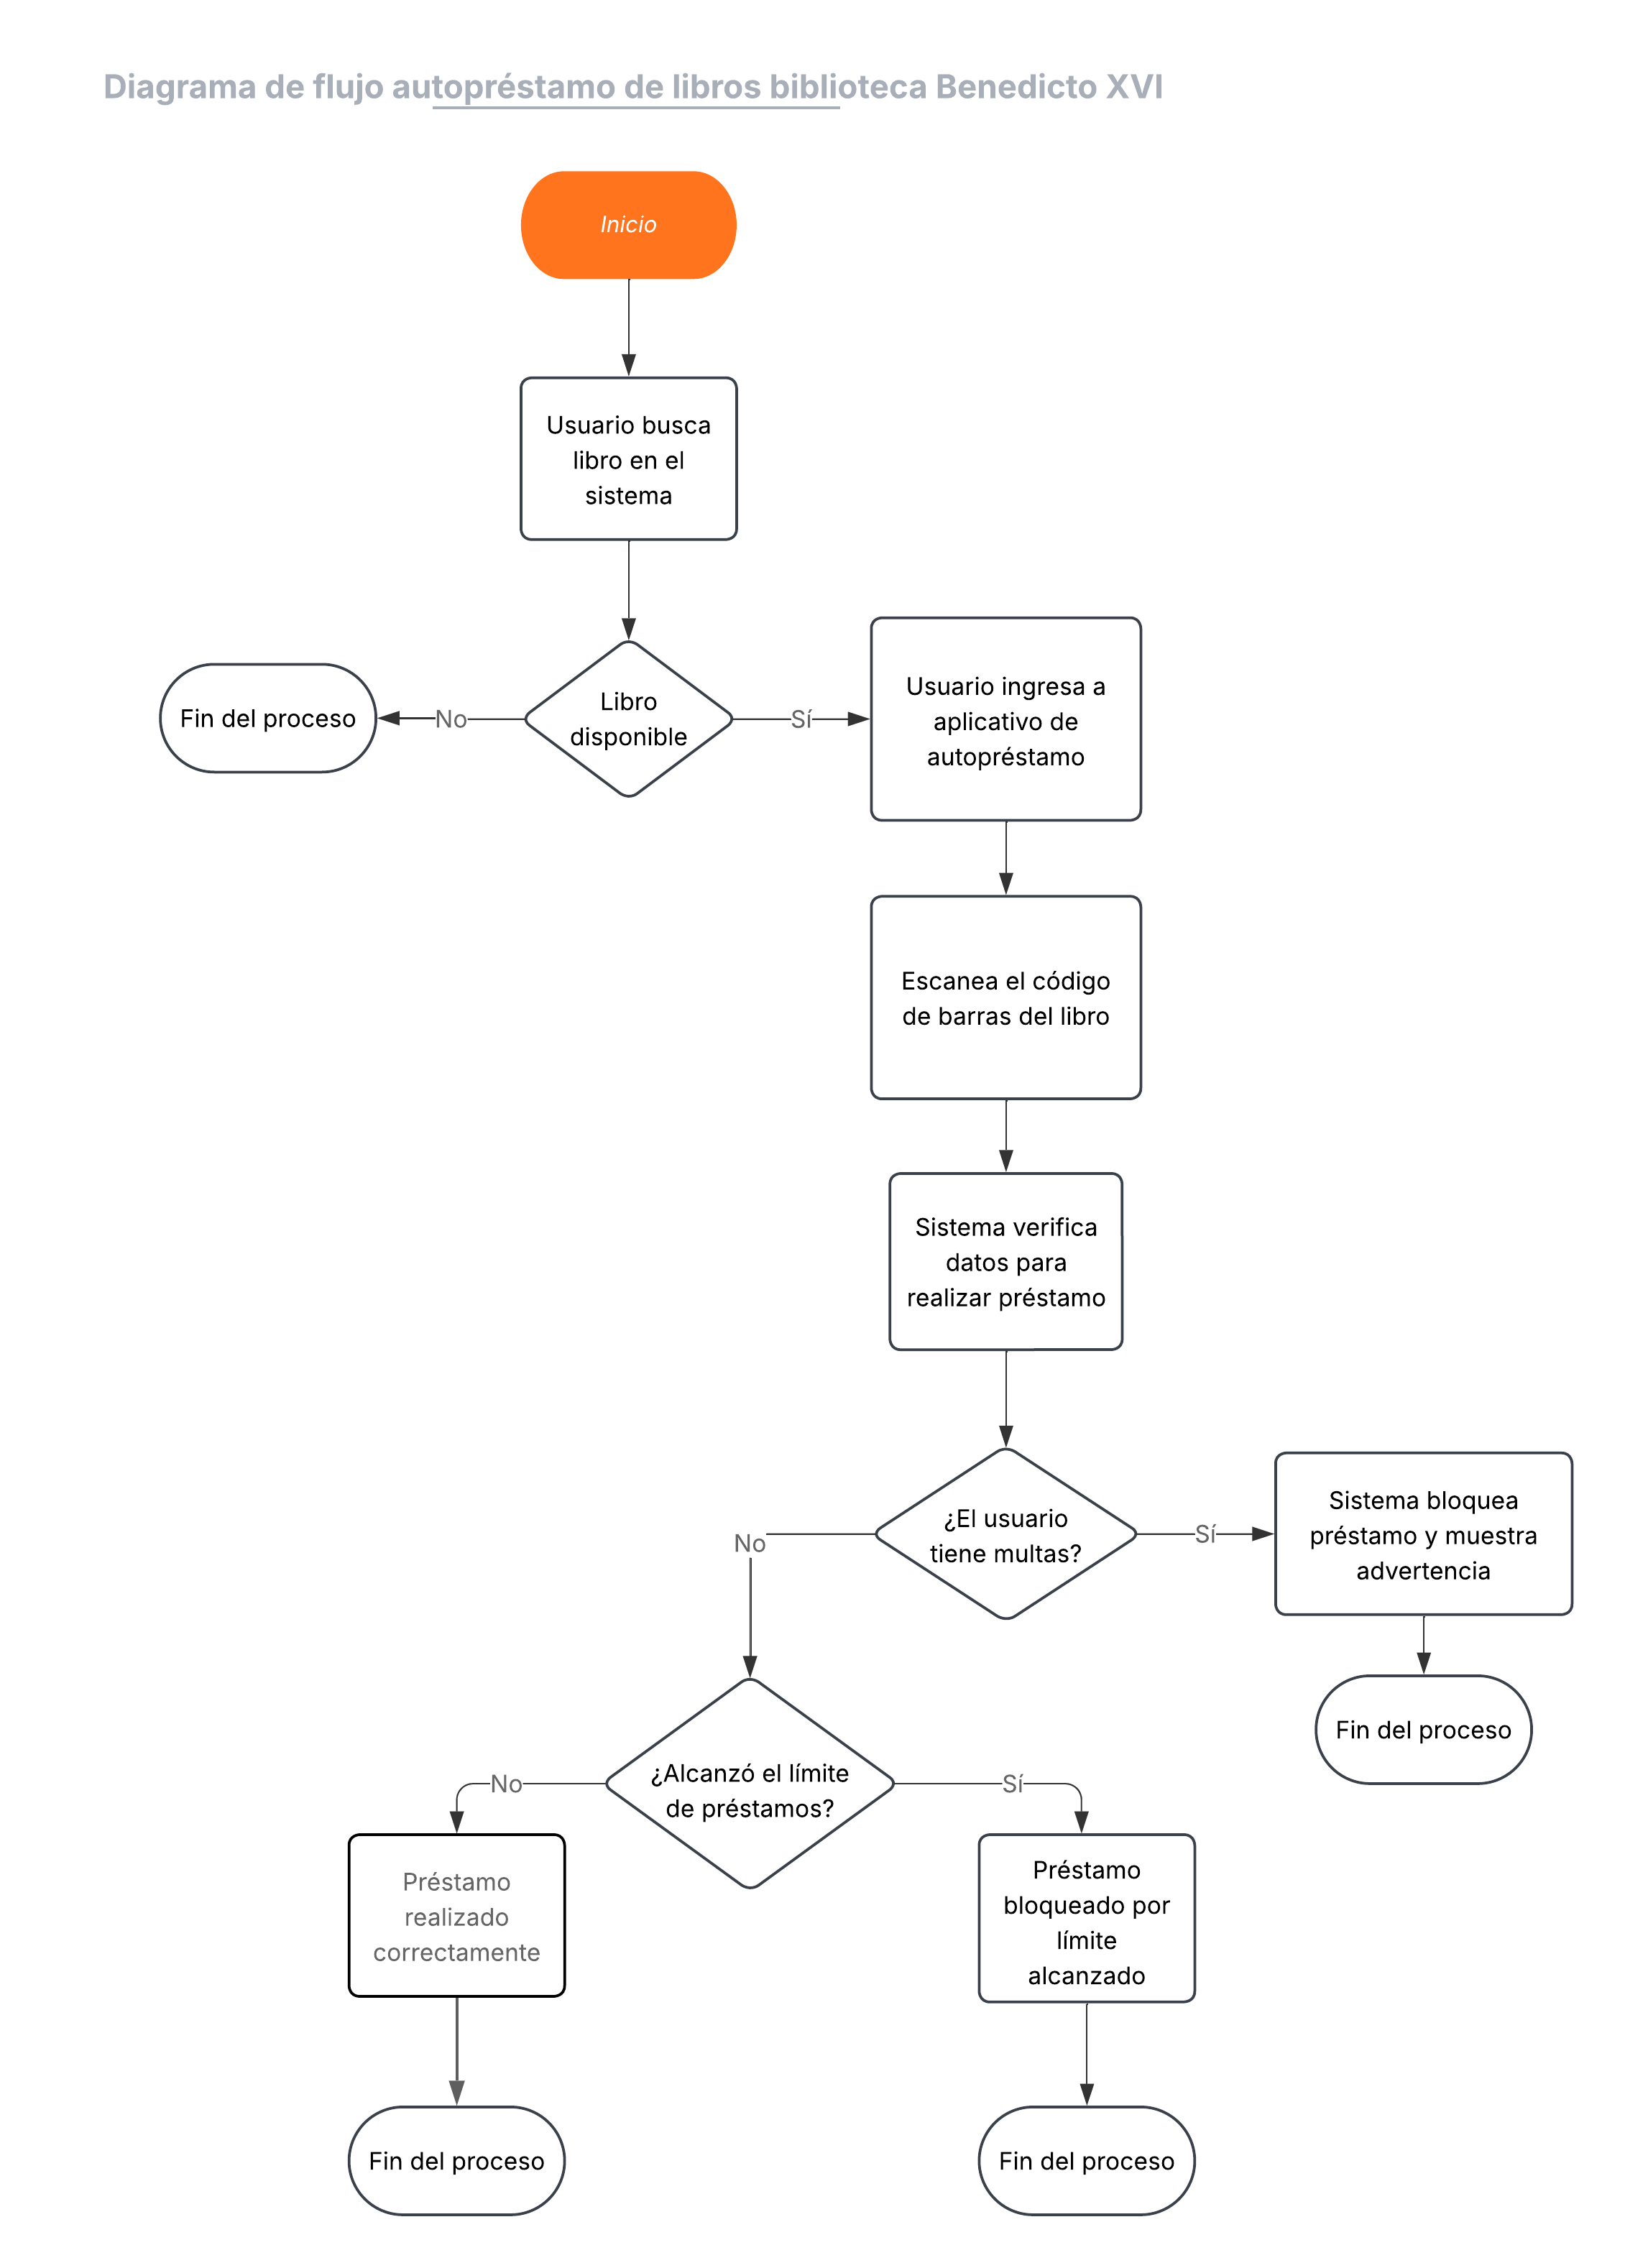 Diagrama de flujo autopréstamo de libros biblioteca Benedicto XVI
Inicio
Usuario busca
libro en el
sistema
Libro
disponible
No
Fin del proceso
Sí
Usuario ingresa a
aplicativo de
autopréstamo
Escanea el código
de barras del libro
Sistema verifica
datos para
realizar préstamo
¿El usuario
tiene multas?
Sí
Sistema bloquea
préstamo y muestra
advertencia
Fin del proceso
No
¿Alcanzó el límite
de préstamos?
No
Préstamo
realizado
correctamente
Fin del proceso
Sí
Préstamo
bloqueado por
límite
alcanzado
Fin del proceso